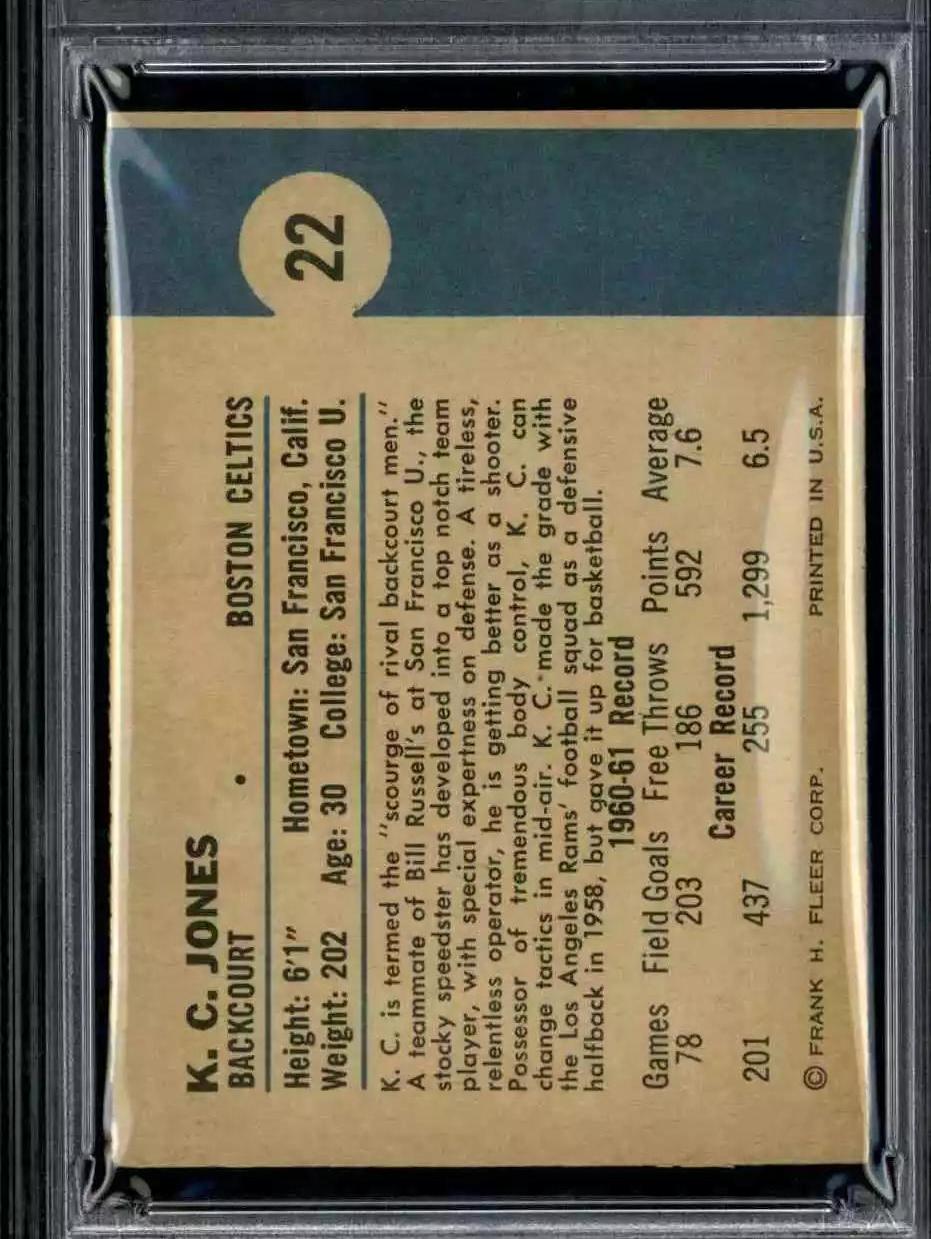 22
K. C. JONES
BACKCOURT • BOSTON CELTICS
Height: 6'1" Hometown: San Francisco, Calif.
Weight: 202 Age: 30 College: San Francisco U.
K. C. is termed the "scourge of rival backcourt men."
A teammate of Bill Russell's at San Francisco U., the
stocky speedster has developed into a top notch team
player, with special expertness on defense. A tireless,
relentless operator, he is getting better as a shooter.
Possessor of tremendous body control, K. C. can
change tactics in mid-air. K. C. made the grade with
the Los Angeles Rams' football squad as a defensive
halfback in 1958, but gave it up for basketball.
1960-61 Record
Games Field Goals Free Throws Points Average
78 203 186 592 7.6
Career Record
201 437 255 1,299 6.5
© FRANK H. FLEER CORP. PRINTED IN U.S.A.